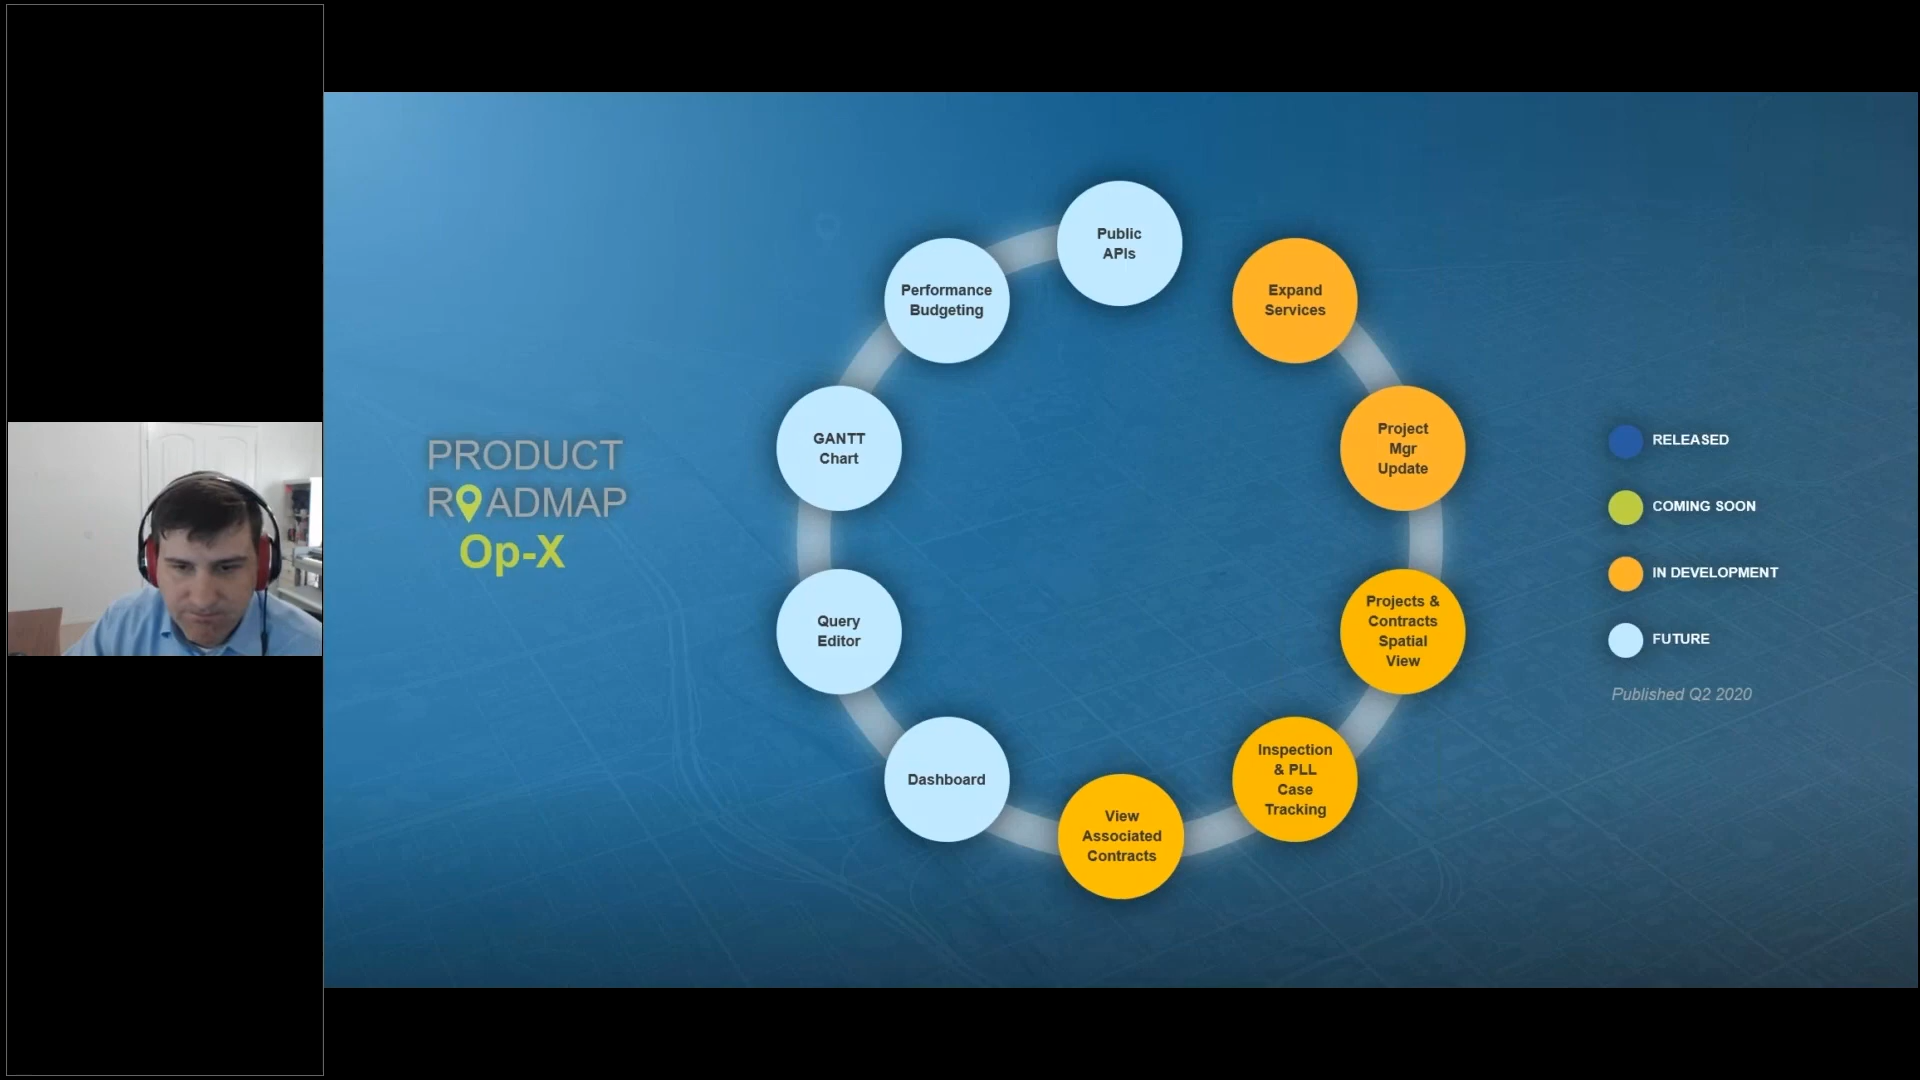 PRODUCT
ROADMAP
Op-X
Public
APIs
Expand
Services
Project
Mgr
Update
Projects &
Contracts
Spatial
View
Inspection
& PLL
Case
Tracking
View
Associated
Contracts
Dashboard
Query
Editor
GANTT
Chart
Performance
Budgeting
RELEASED
COMING SOON
IN DEVELOPMENT
FUTURE
Published Q2 2020